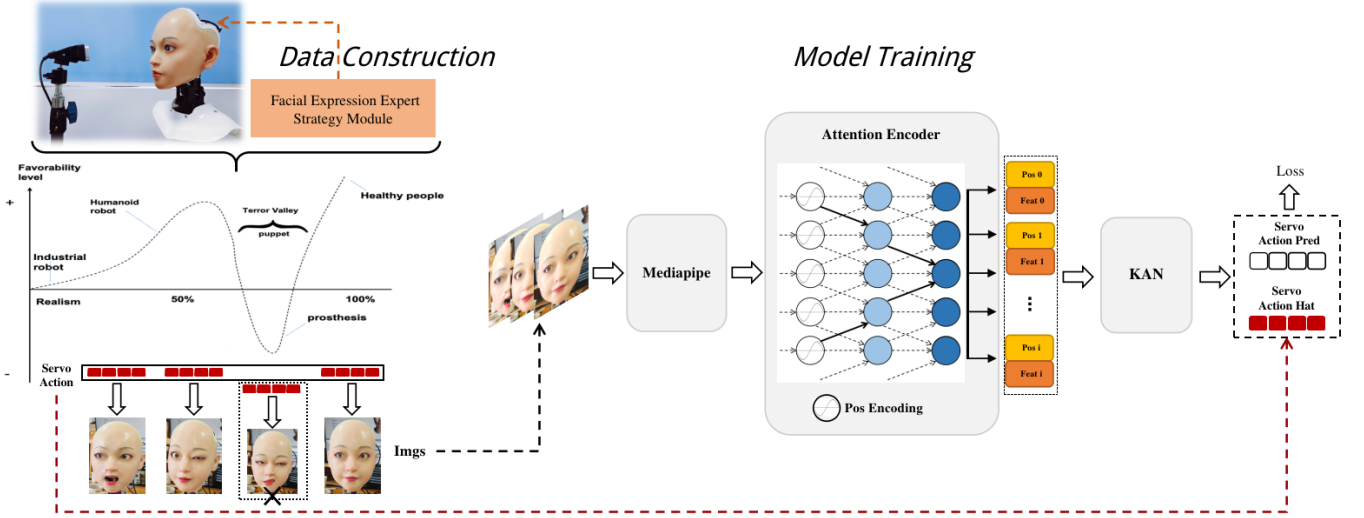 Data Construction
Model Training
Facial Expression Expert
Strategy Module
Favorability
level
+
Healthy people
Humanoid
robot
Terror Valley
puppet
Industrial
robot
Realism
50%
100%
prosthesis
-
Servo
Action
Imgs
Mediapipe
Attention Encoder
Pos Encoding
Pos 0
Feat 0
Pos 1
Feat 1
...
Pos i
Feat i
KAN
Loss
Servo
Action Pred
Servo
Action Hat